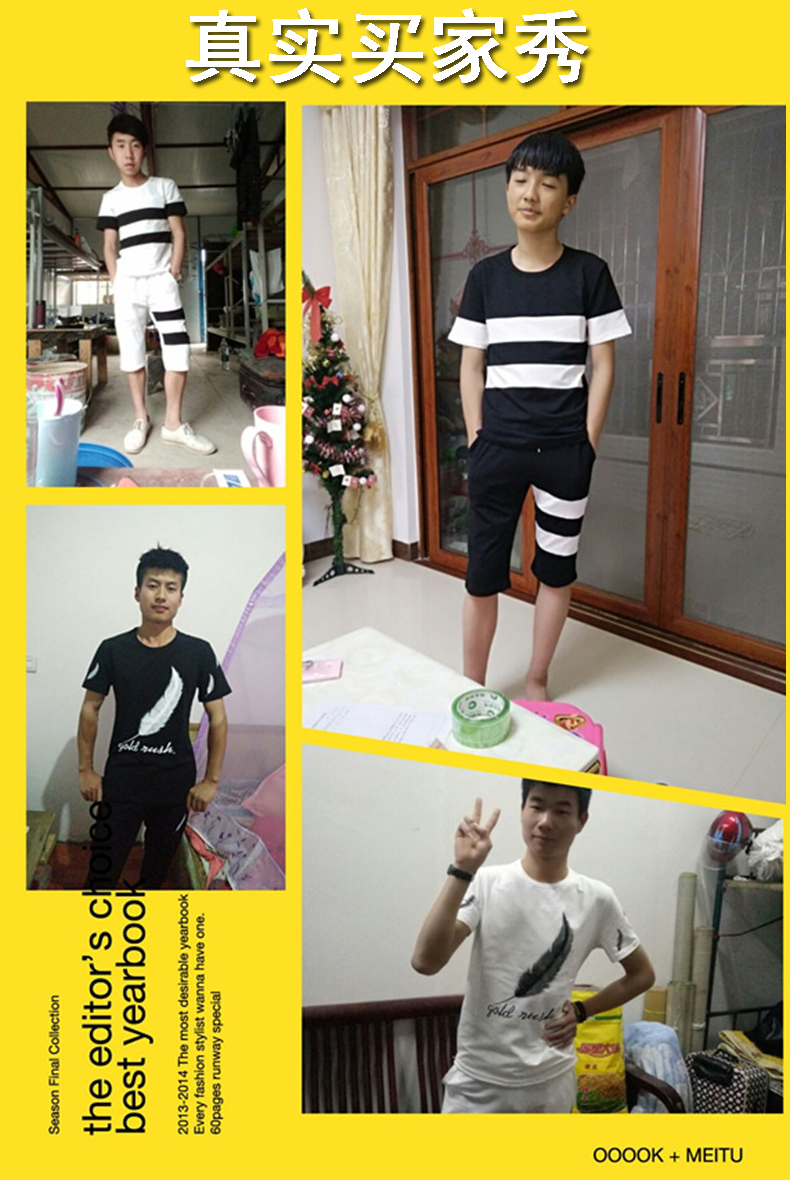 真实买家秀
gold rush
gold rush
Season Final Collection
the editor's choice
best yearbook
2013-2014 The most desirable yearbook
Every fashion stylist wanna have one.
60pages runway special
OOOOK + MEITU